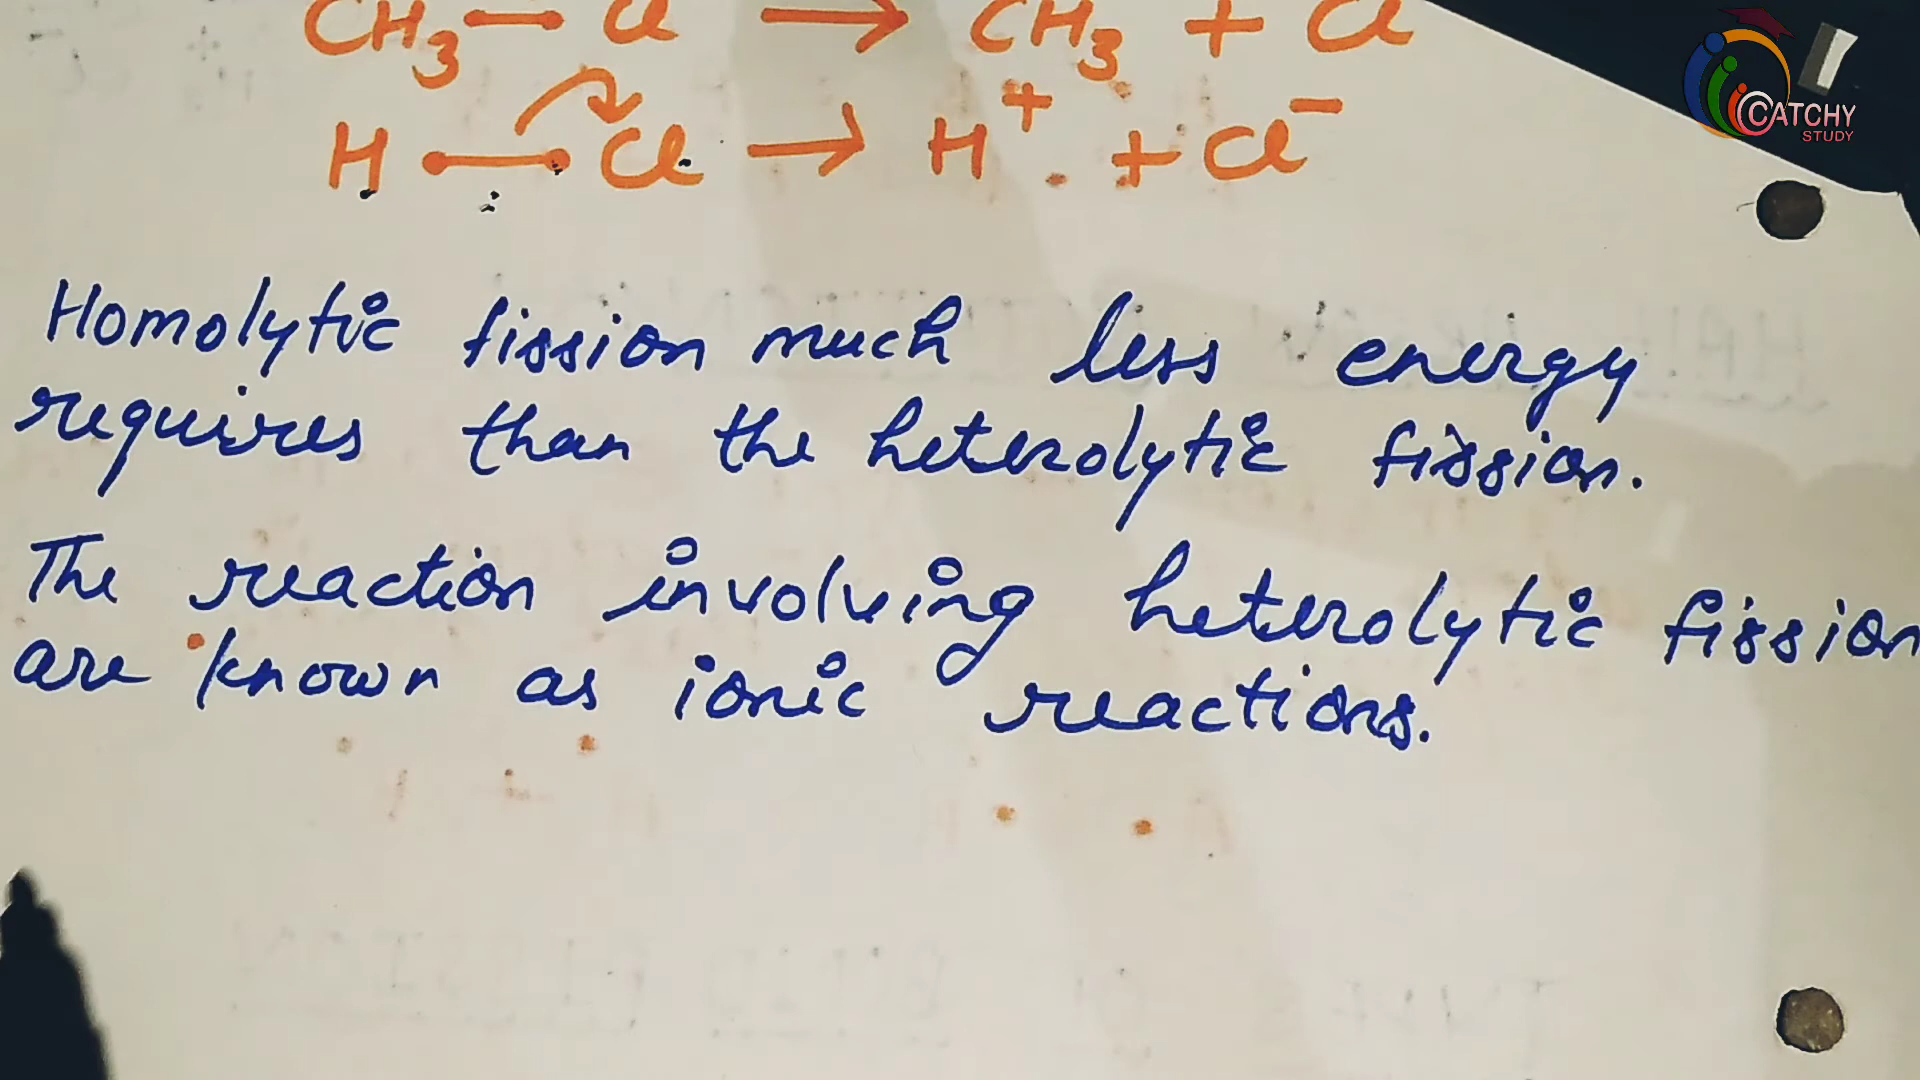 CH3 — Cl → CH3 + Cl
H — Cl → H+ + Cl-
CATCHY
STUDY
Homolytic fission much less energy
requires than the heterolytic fission.
The reaction involving heterolytic fission
are known as ionic reactions.